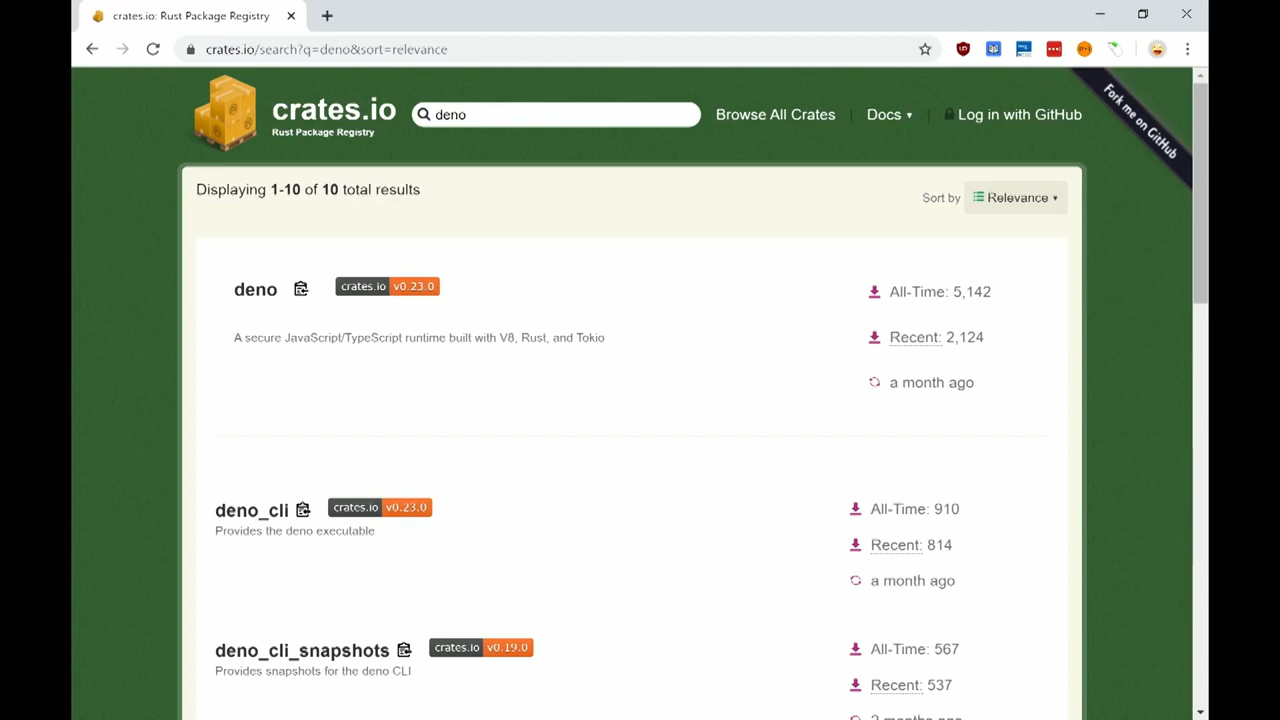 crates.io: Rust Package Registry
crates.io/search?q=deno&sort=relevance
crates.io
Rust Package Registry
deno
Browse All Crates
Docs
Log in with GitHub
Fork me on GitHub
Displaying 1-10 of 10 total results
Sort by Relevance
deno crates.io v0.23.0
All-Time: 5,142
A secure JavaScript/TypeScript runtime built with V8, Rust, and Tokio
Recent: 2,124
a month ago
deno_cli crates.io v0.23.0
All-Time: 910
Provides the deno executable
Recent: 814
a month ago
deno_cli_snapshots crates.io v0.19.0
All-Time: 567
Provides snapshots for the deno CLI
Recent: 537